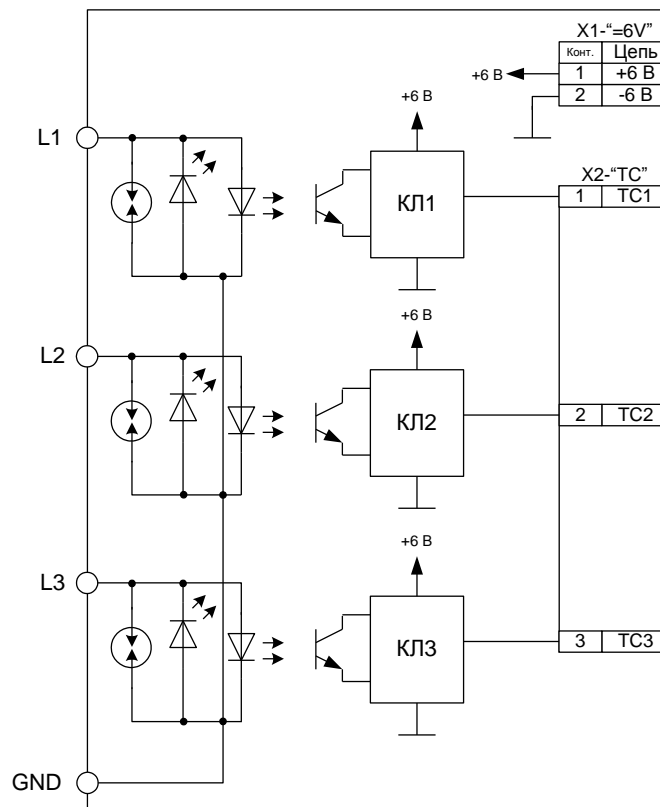 X1-“=6V”
Конт. Цепь
+6 В 1 +6 В
2 -6 В
+6 В
L1
X2-“ТС”
КЛ1
1 ТС1
+6 В
L2
КЛ2
2 ТС2
+6 В
L3
КЛ3
3 ТС3
GND